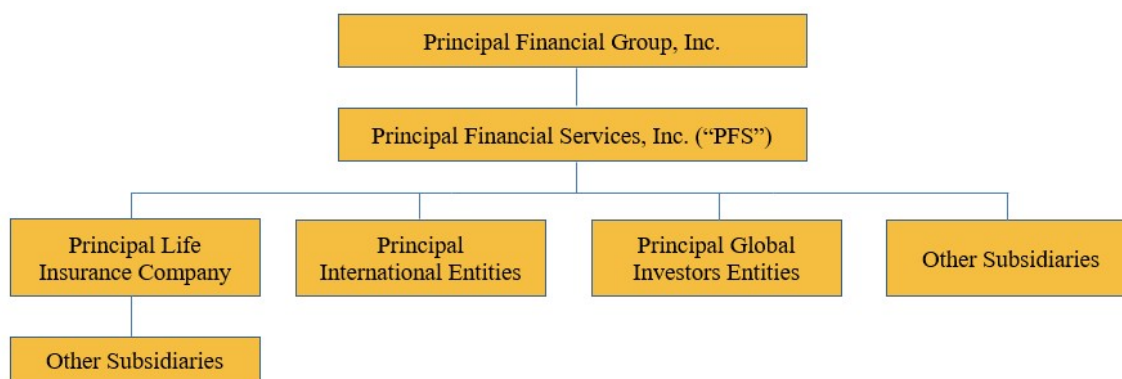 Principal Financial Group, Inc.
Principal Financial Services, Inc. (“PFS”)
Principal Life
Insurance Company
Principal
International Entities
Principal Global
Investors Entities
Other Subsidiaries
Other Subsidiaries